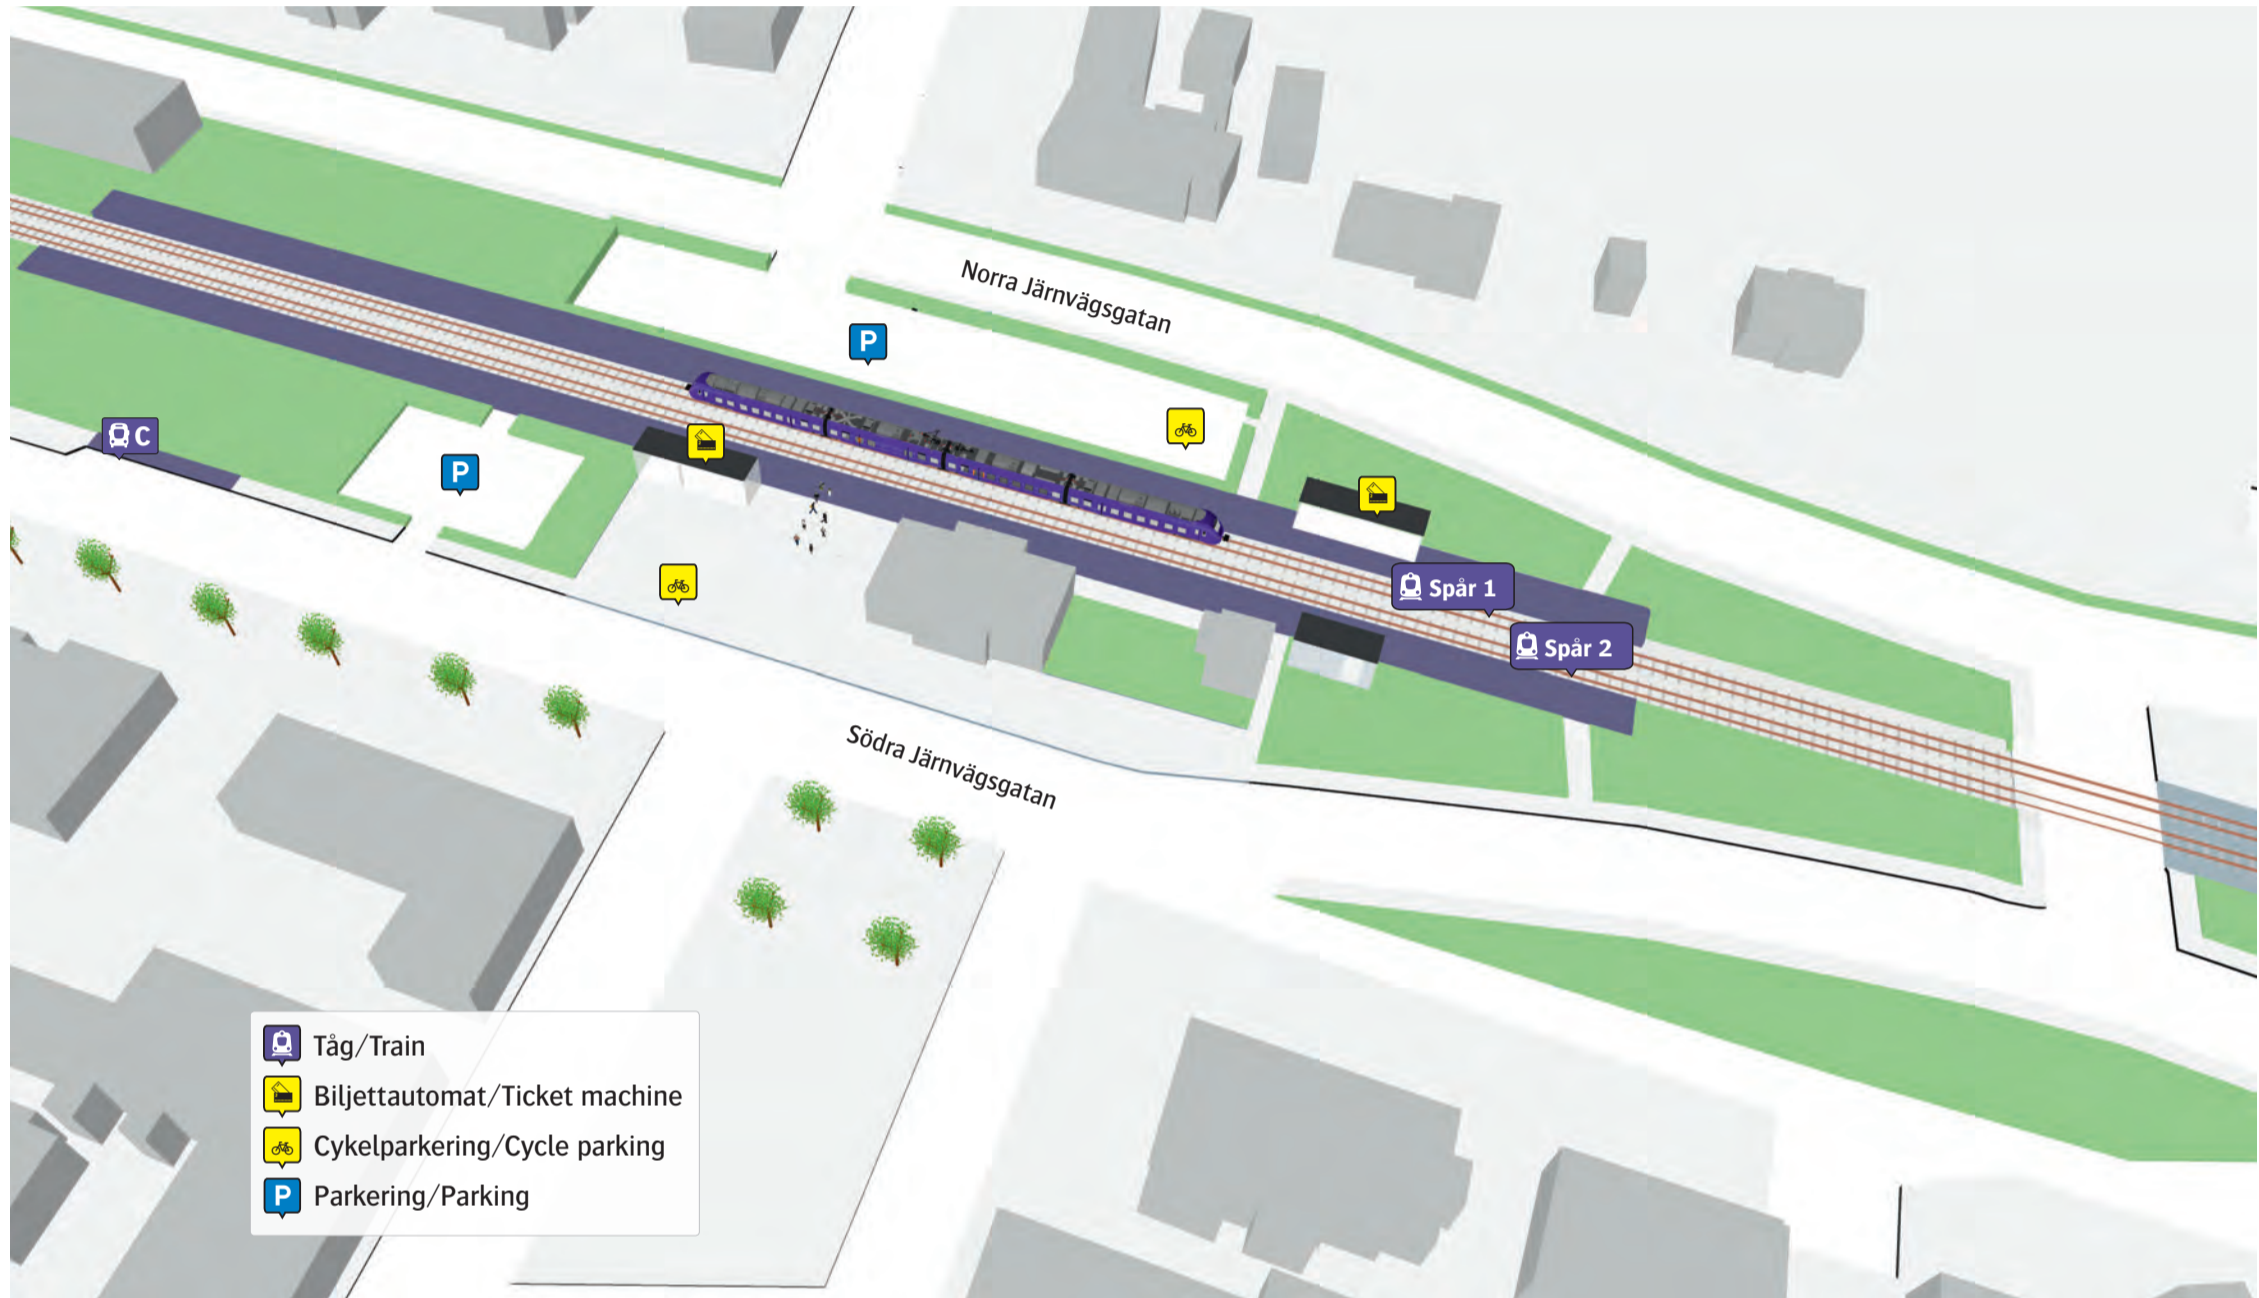 Norra Järnvägsgatan
P
C
P
Spår 1
Spår 2
Södra Järnvägsgatan
Tåg/Train
Biljettautomat/Ticket machine
Cykelparkering/Cycle parking
P Parkering/Parking